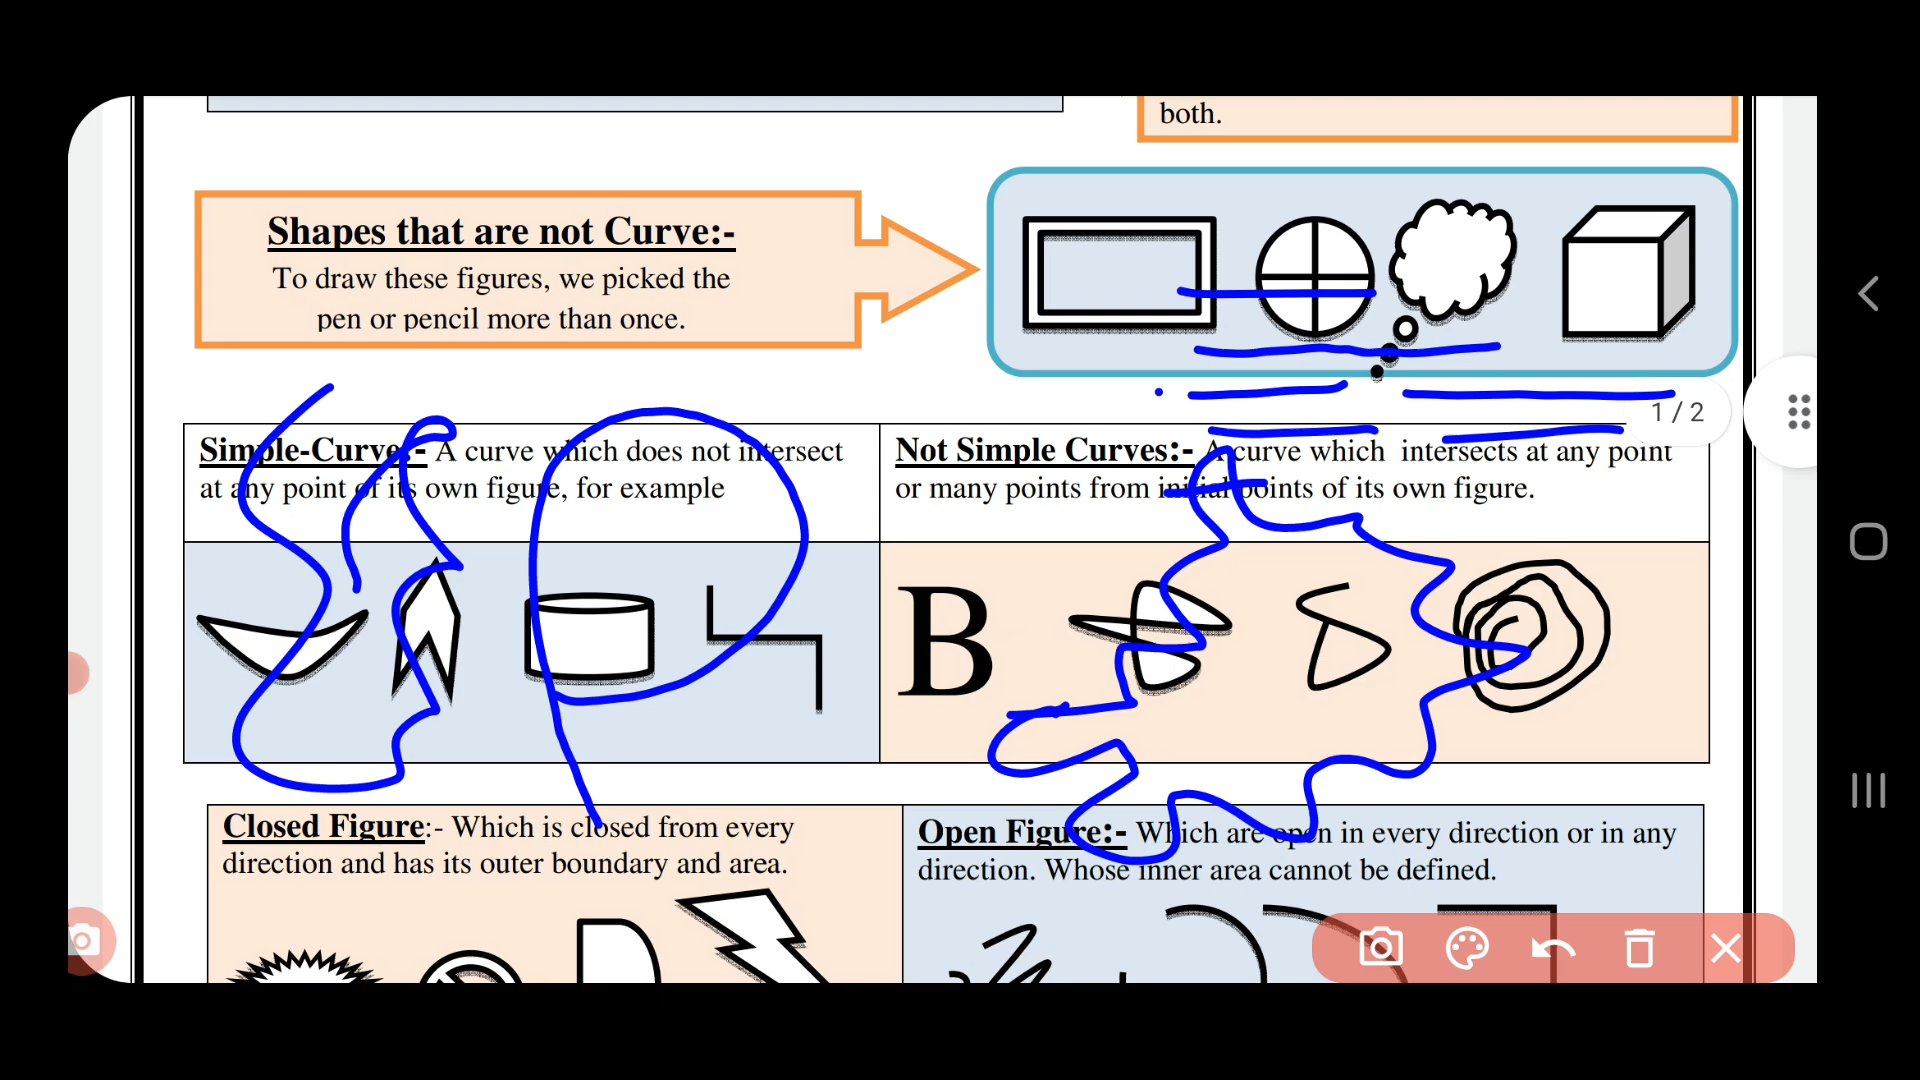 both.
Shapes that are not Curve:-
To draw these figures, we picked the
pen or pencil more than once.
1 / 2
Simple-Curve:- A curve which does not intersect
at any point of its own figure, for example
Not Simple Curves:- A curve which intersects at any point
or many points from initial points of its own figure.
B
Closed Figure:- Which is closed from every
direction and has its outer boundary and area.
Open Figure:- Which are open in every direction or in any
direction. Whose inner area cannot be defined.